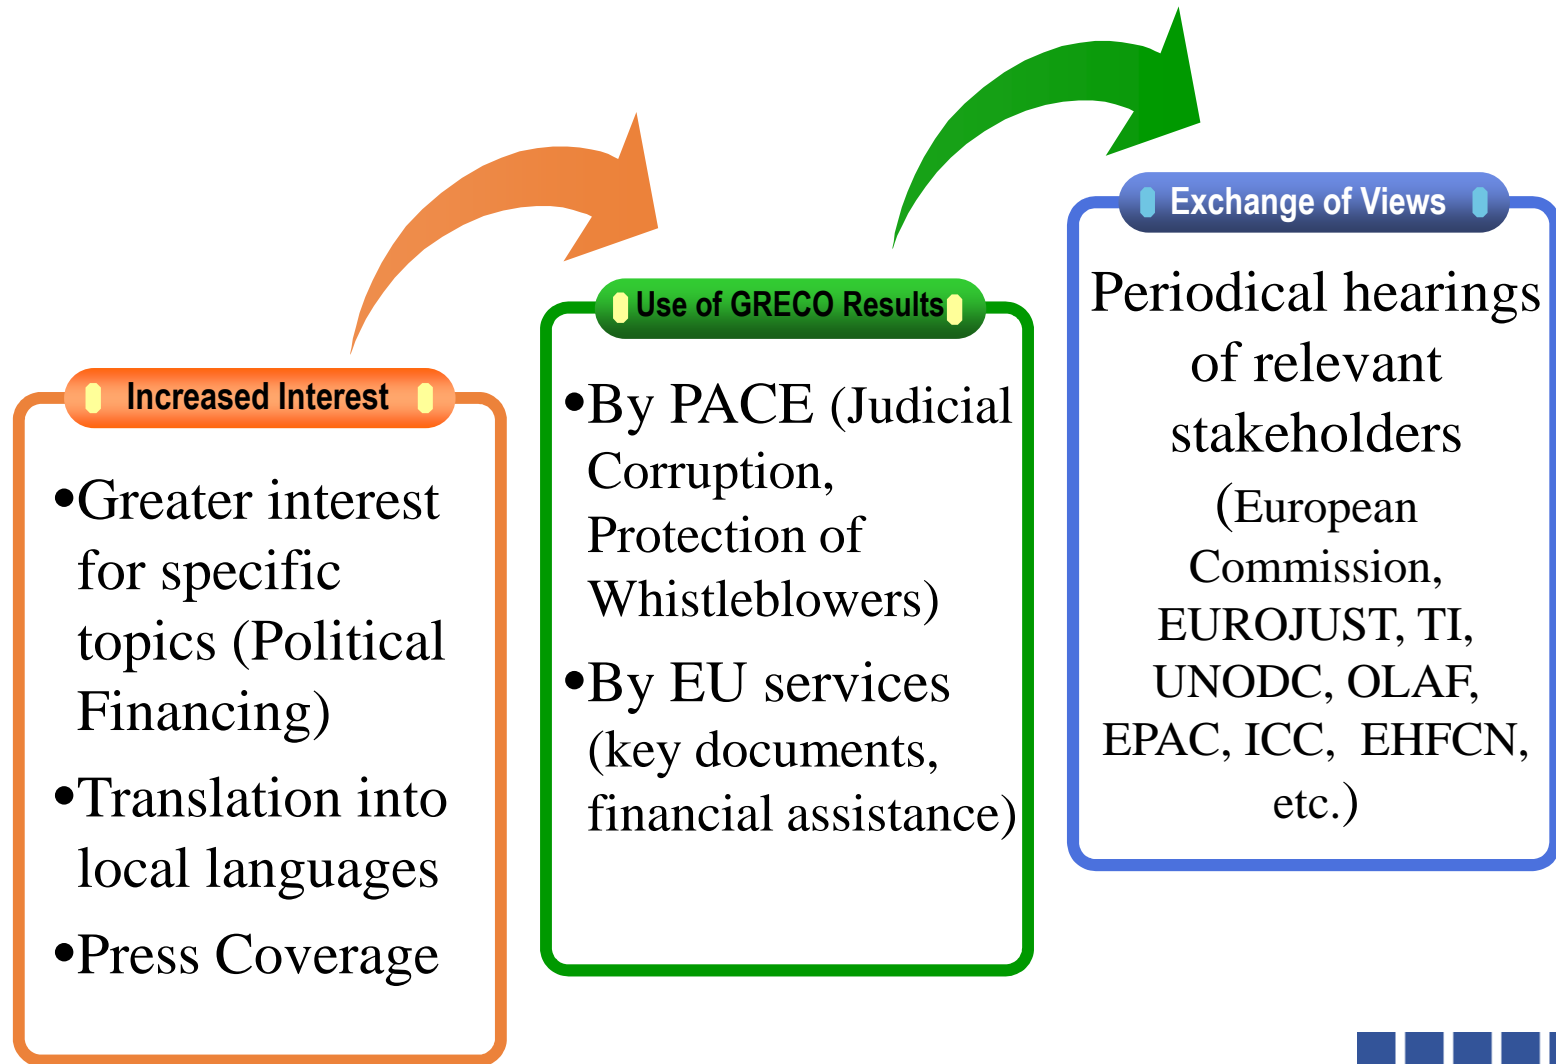 Increased Interest
•Greater interest
for specific
topics (Political
Financing)
•Translation into
local languages
•Press Coverage
Use of GRECO Results
•By PACE (Judicial
Corruption,
Protection of
Whistleblowers)
•By EU services
(key documents,
financial assistance)
Exchange of Views
Periodical hearings
of relevant
stakeholders
(European
Commission,
EUROJUST, TI,
UNODC, OLAF,
EPAC, ICC, EHFCN,
etc.)